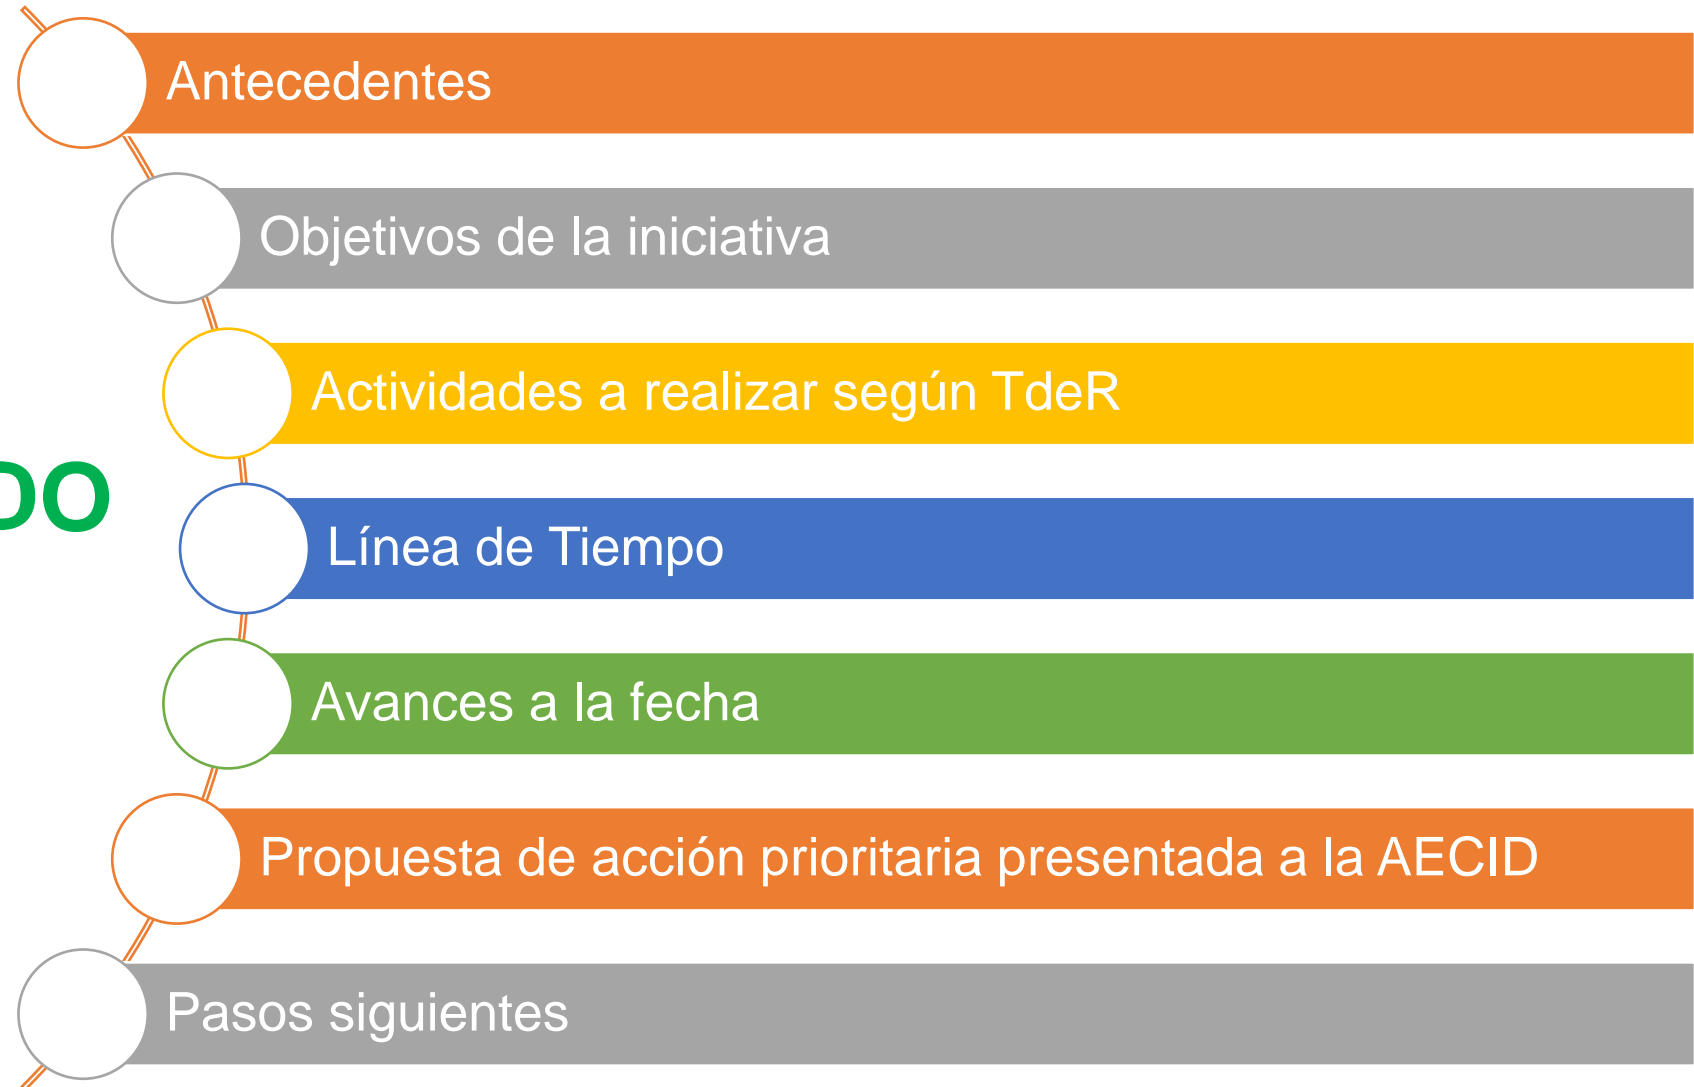 Antecedentes
Objetivos de la iniciativa
Actividades a realizar según TdeR
DO
Línea de Tiempo
Avances a la fecha
Propuesta de acción prioritaria presentada a la AECID
Pasos siguientes